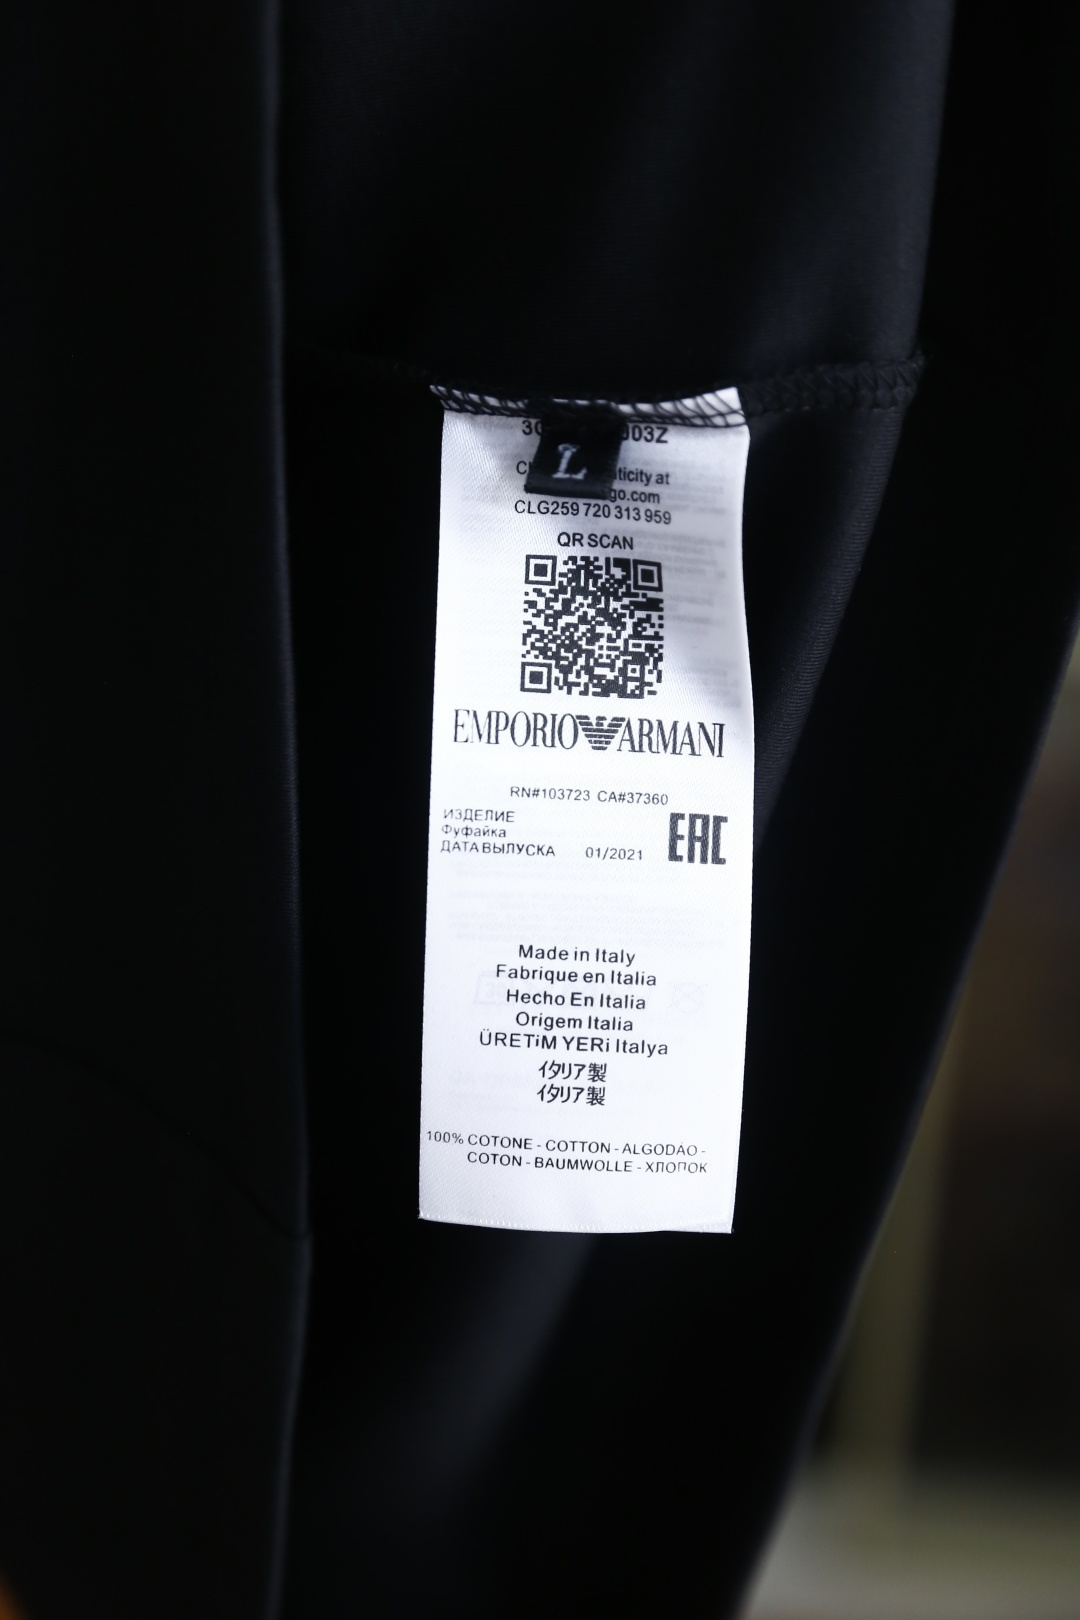 L
CLG259 720 313 959
QR SCAN
EMPORIO ARMANI
RN#103723 CA#37360
ИЗДЕЛИЕ
Фуфайка
ДАТА ВЫПУСКА 01/2021
EAC
Made in Italy
Fabrique en Italia
Hecho En Italia
Origem Italia
ÜRETiM YERi Italya
イタリア製
イタリア製
100% COTONE - COTTON - ALGODÃO -
COTON - BAUMWOLLE - ХЛОПОК